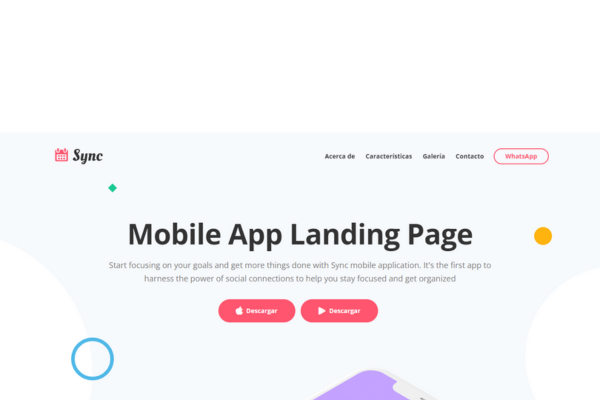 Sync
Acerca de
Características
Galería
Contacto
WhatsApp
Mobile App Landing Page
Start focusing on your goals and get more things done with Sync mobile application. It's the first app to
harness the power of social connections to help you stay focused and get organized
Descargar
Descargar